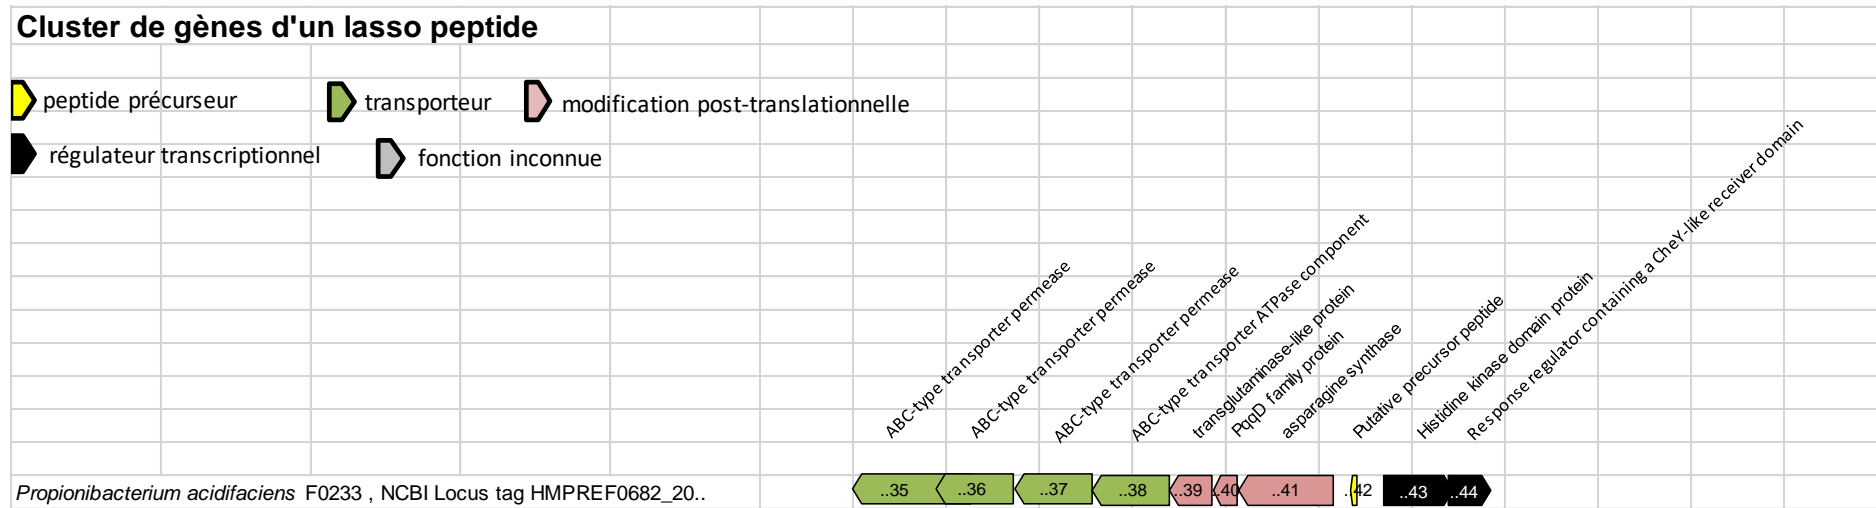 Cluster de gènes d'un lasso peptide
peptide précurseur
transporteur
modification post-translationnelle
régulateur transcriptionnel
fonction inconnue
ABC-type transporter permease
ABC-type transporter permease
ABC-type transporter permease
ABC-type transporter ATPase component
transglutaminase-like protein
PqqD family protein
asparagine synthase
Putative precursor peptide
Histidine kinase domain protein
Response regulator containing a CheY-like receiver domain
Propionibacterium acidifaciens F0233 , NCBI Locus tag HMPREF0682_20..
..35
..36
..37
..38
..39
..40
..41
..42
..43
..44